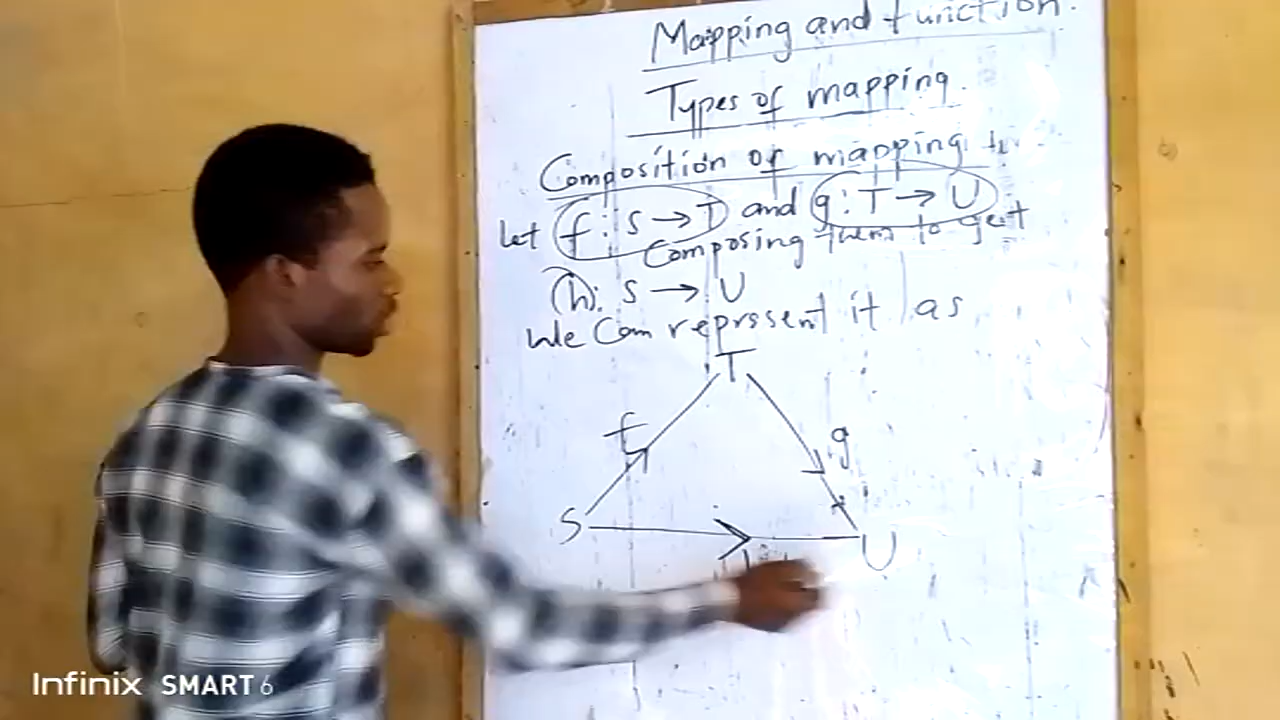 Mapping and function.
Types of mapping.
Composition of mapping
Let f: S → T and g: T → U
Composing them to get
(h): S → U
We Can reprssent it as
T
f
g
S
U
Infinix SMART 6